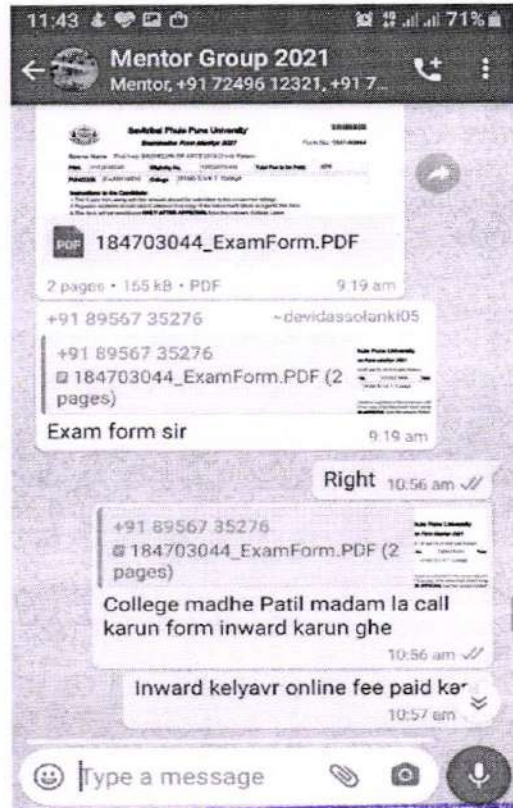 11:43 71%
Mentor Group 2021
Mentor, +91 72496 12321, +91 7...
Savitribai Phule Pune University
PDF 184703044_ExamForm.PDF
2 pages • 165 kB • PDF 9:19 am
+91 89567 35276 ~devidassolanki05
+91 89567 35276
184703044_ExamForm.PDF (2
pages)
Exam form sir 9:19 am
Right 10:56 am
+91 89567 35276
184703044_ExamForm.PDF (2
pages)
College madhe Patil madam la call
karun form inward karun ghe
10:56 am
Inward kelyavr online fee paid kar
10:57 am
Type a message